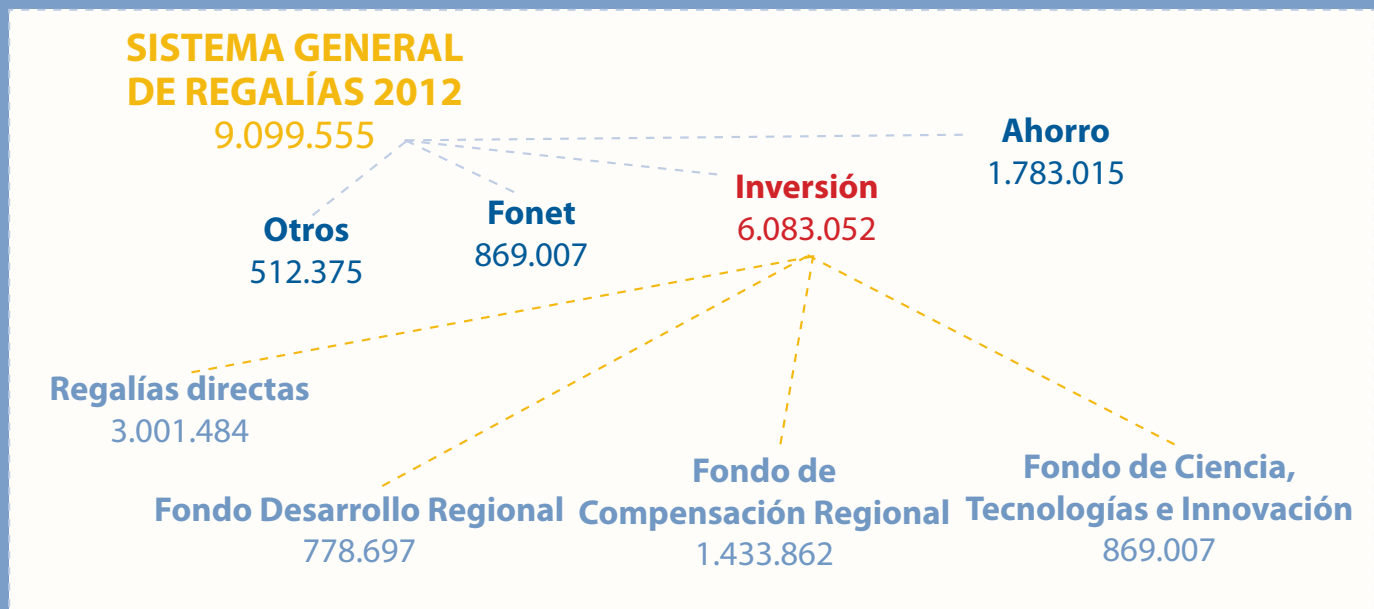 SISTEMA GENERAL
DE REGALÍAS 2012
9.099.555
Ahorro
1.783.015
Inversión
6.083.052
Fonet
869.007
Otros
512.375
Regalías directas
3.001.484
Fondo Desarrollo Regional
778.697
Fondo de
Compensación Regional
1.433.862
Fondo de Ciencia,
Tecnologías e Innovación
869.007